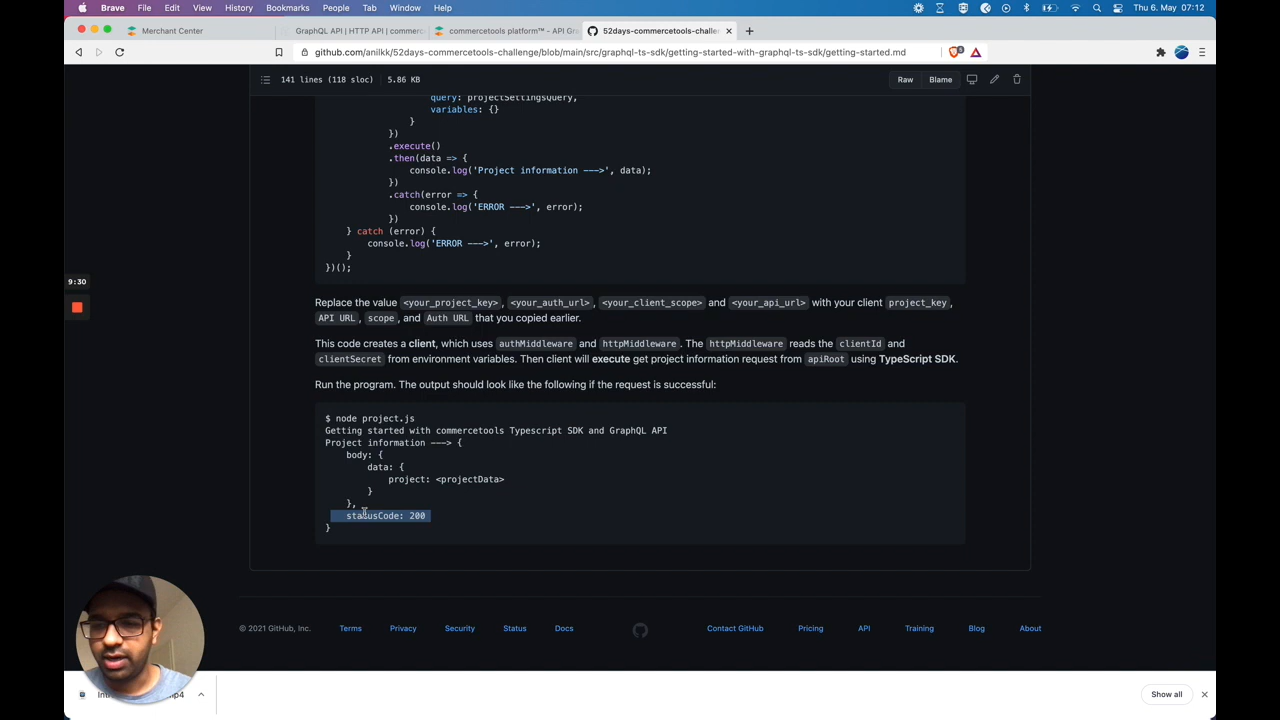 Brave File Edit View History Bookmarks People Tab Window Help Thu 6. May 07:12
Merchant Center
GraphQL API | HTTP API | commerc
commercetools platform™ - API Gra
52days-commercetools-challe
github.com/anilkk/52days-commercetools-challenge/blob/main/src/graphql-ts-sdk/getting-started-with-graphql-ts-sdk/getting-started.md
141 lines (118 sloc) 5.86 KB Raw Blame
query: projectSettingsQuery,
variables: {}
}
})
.execute()
.then(data => {
console.log('Project information --->', data);
})
.catch(error => {
console.log('ERROR --->', error);
})
} catch (error) {
console.log('ERROR --->', error);
}
})();
9:30
Replace the value <your_project_key>, <your_auth_url>, <your_client_scope> and <your_api_url> with your client project_key,
API URL, scope, and Auth URL that you copied earlier.
This code creates a client, which uses authMiddleware and httpMiddleware. The httpMiddleware reads the clientId and
clientSecret from environment variables. Then client will execute get project information request from apiRoot using TypeScript SDK.
Run the program. The output should look like the following if the request is successful:
$ node project.js
Getting started with commercetools Typescript SDK and GraphQL API
Project information ---> {
body: {
data: {
project: <projectData>
}
},
statusCode: 200
}
© 2021 GitHub, Inc. Terms Privacy Security Status Docs Contact GitHub Pricing API Training Blog About
mp4 Show all